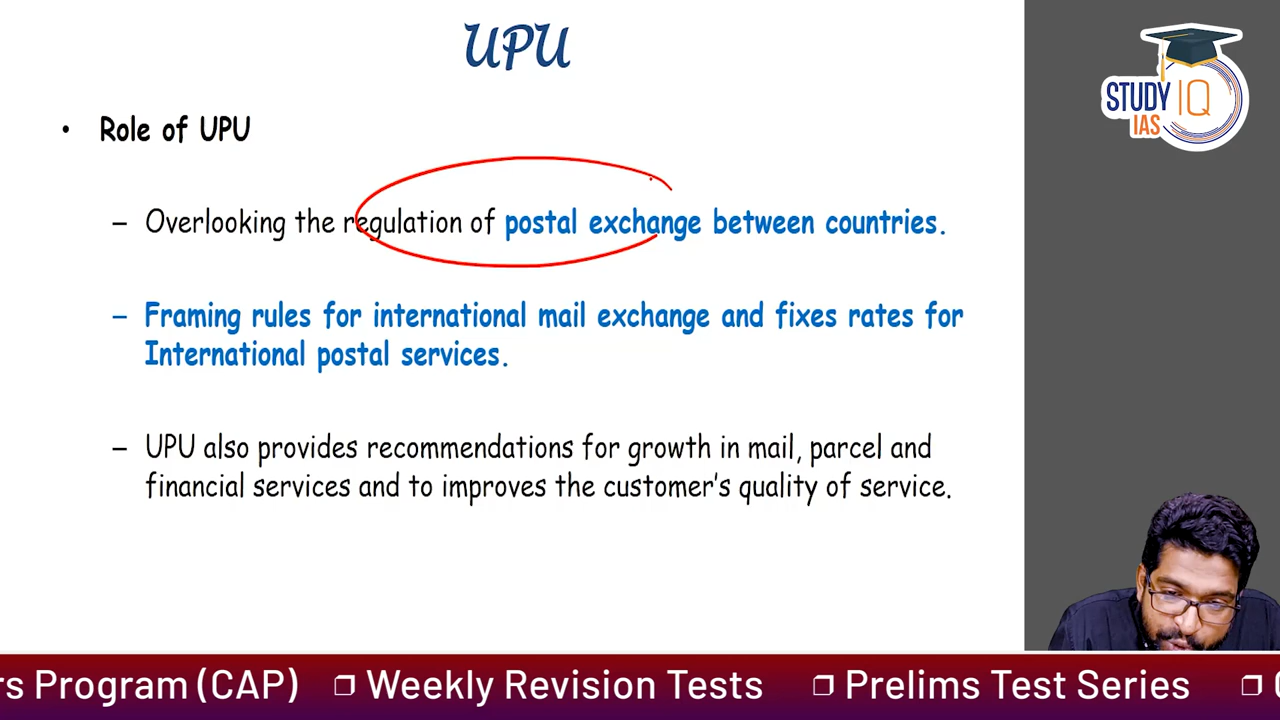 UPU
STUDY IQ
IAS
• Role of UPU
– Overlooking the regulation of postal exchange between countries.
– Framing rules for international mail exchange and fixes rates for
International postal services.
– UPU also provides recommendations for growth in mail, parcel and
financial services and to improves the customer's quality of service.
rs Program (CAP) ❐ Weekly Revision Tests ❐ Prelims Test Series ❐